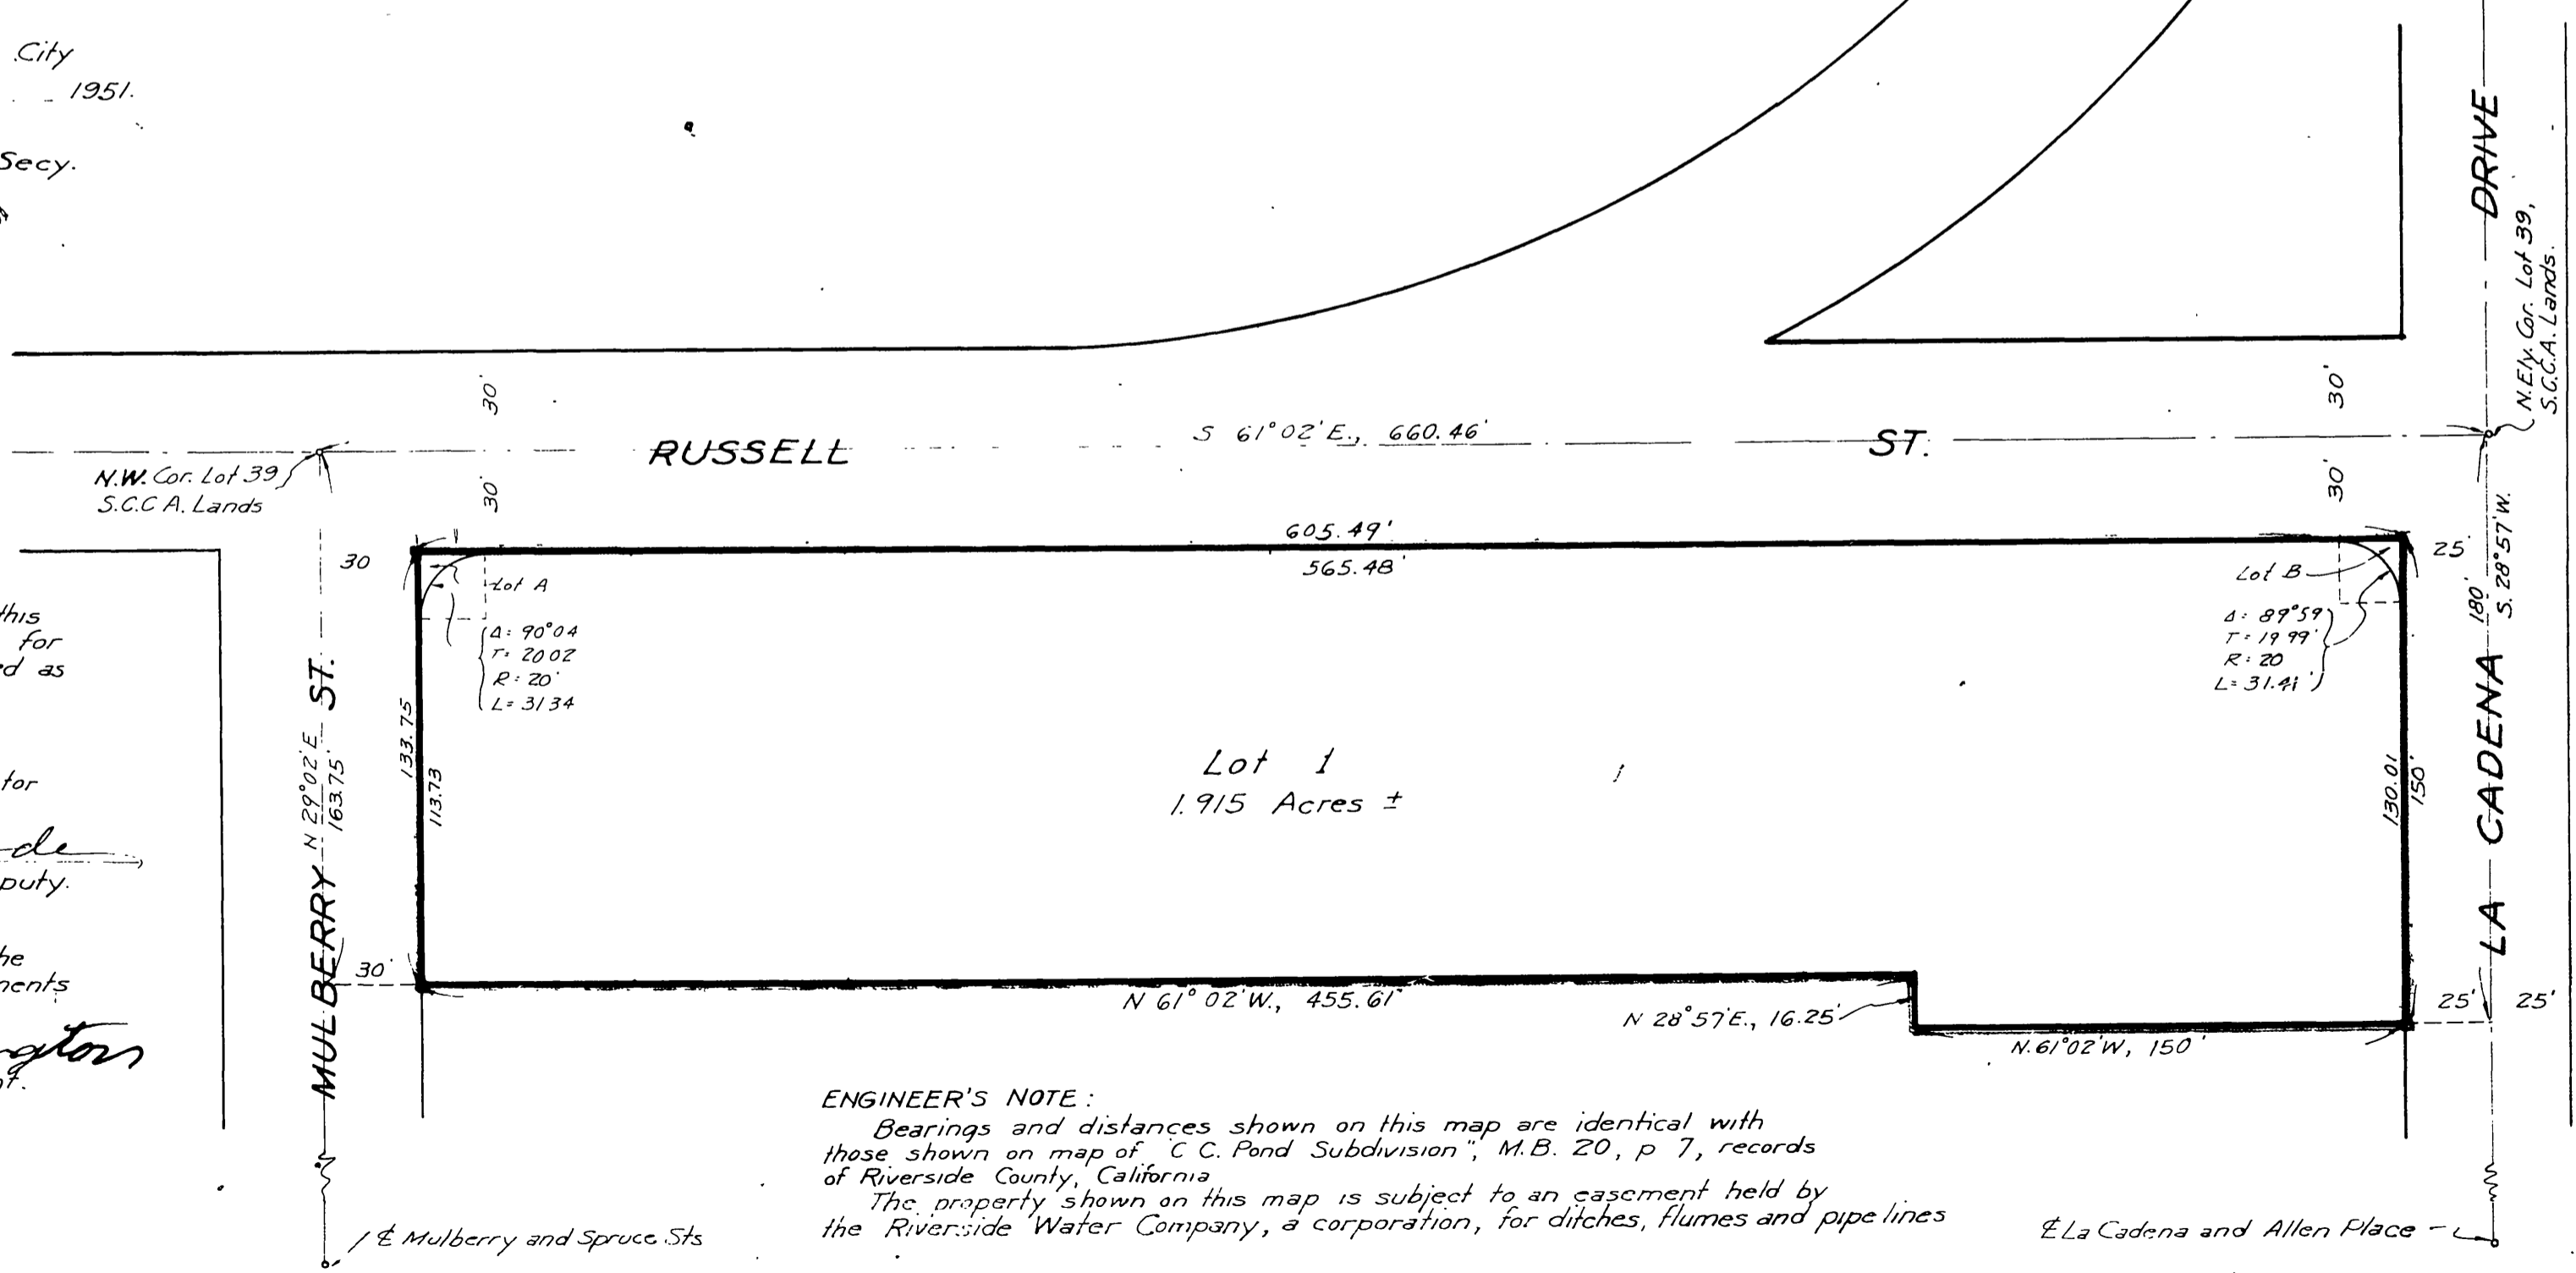 City
1951.
Secy.
this
for
ed as
tor
puty.
he
ments
DRIVE
N.Ely. Cor. Lot 39,
S.C.C.A. Lands.
30'
30'
RUSSELL
S 61°02'E., 660.46'
ST.
N.W. Cor. Lot 39
S.C.C A. Lands
30'
30'
605.49'
565.48'
30
25'
Lot A
Δ: 90°04
T: 20 02
R: 20'
L= 31 34
Lot B
Δ: 89°59'
T: 19 99'
R: 20
L= 31.41'
180'
S. 28°57'W.
MULBERRY ST.
N 29°02'E
163.75'
133.75
113.73
Lot 1
1.915 Acres ±
130.01
150'
LA CADENA
30'
N 61° 02'W., 455.61'
N 28°57'E., 16.25'
N.61°02'W, 150'
25'
25'
ENGINEER'S NOTE:
Bearings and distances shown on this map are identical with
those shown on map of "C C. Pond Subdivision", M.B. 20, p 7, records
of Riverside County, California
The property shown on this map is subject to an easement held by
the Riverside Water Company, a corporation, for ditches, flumes and pipe lines
℄ Mulberry and Spruce Sts
℄ La Cadena and Allen Place